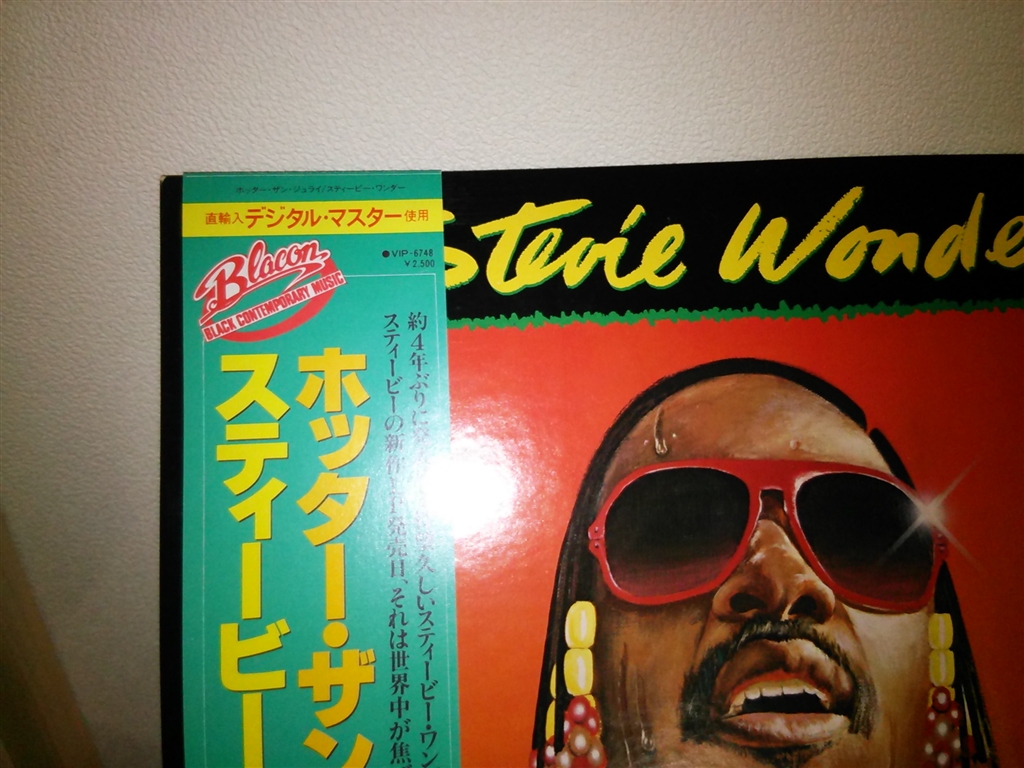 ホッター・ザン・ジュライ/スティービー・ワンダー
直輸入デジタル・マスター使用
●VIP-6748
¥2,500
Blacon
BLACK CONTEMPORARY MUSIC
Stevie Wonde
ホッター・ザン
スティービー
約4年ぶりに 久しいスティービー・ワン
スティービーの新作LP発売日、それは世界中が焦